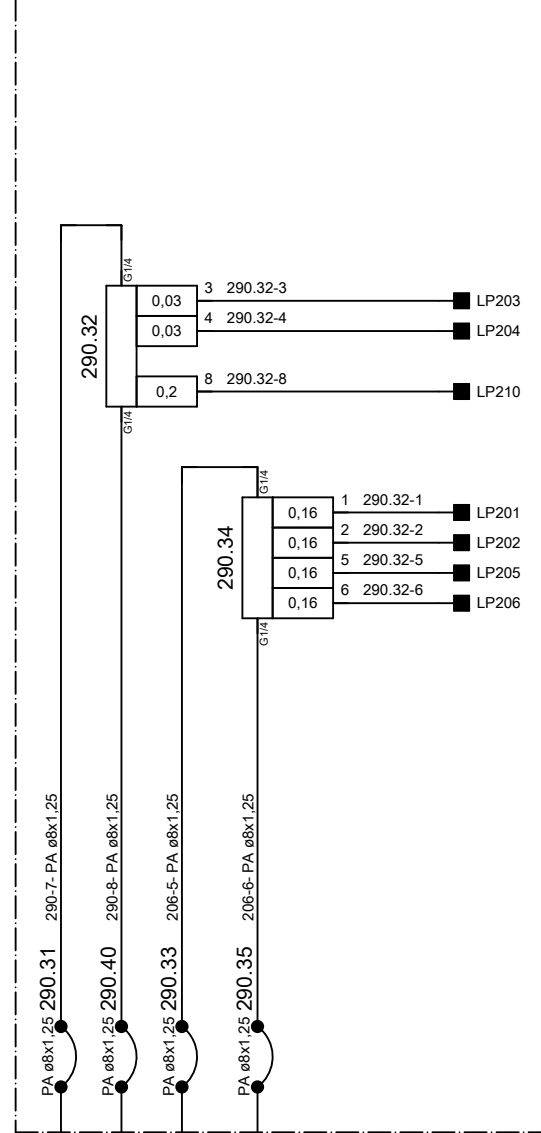 G1/4
290.32
0,03
3 290.32-3
LP203
0,03
4 290.32-4
LP204
0,2
8 290.32-8
LP210
G1/4
G1/4
290.34
0,16
1 290.32-1
LP201
0,16
2 290.32-2
LP202
0,16
5 290.32-5
LP205
0,16
6 290.32-6
LP206
G1/4
290-7- PA ø8x1,25
290-8- PA ø8x1,25
206-5- PA ø8x1,25
206-6- PA ø8x1,25
290.31
290.40
290.33
290.35
PA ø8x1,25
PA ø8x1,25
PA ø8x1,25
PA ø8x1,25